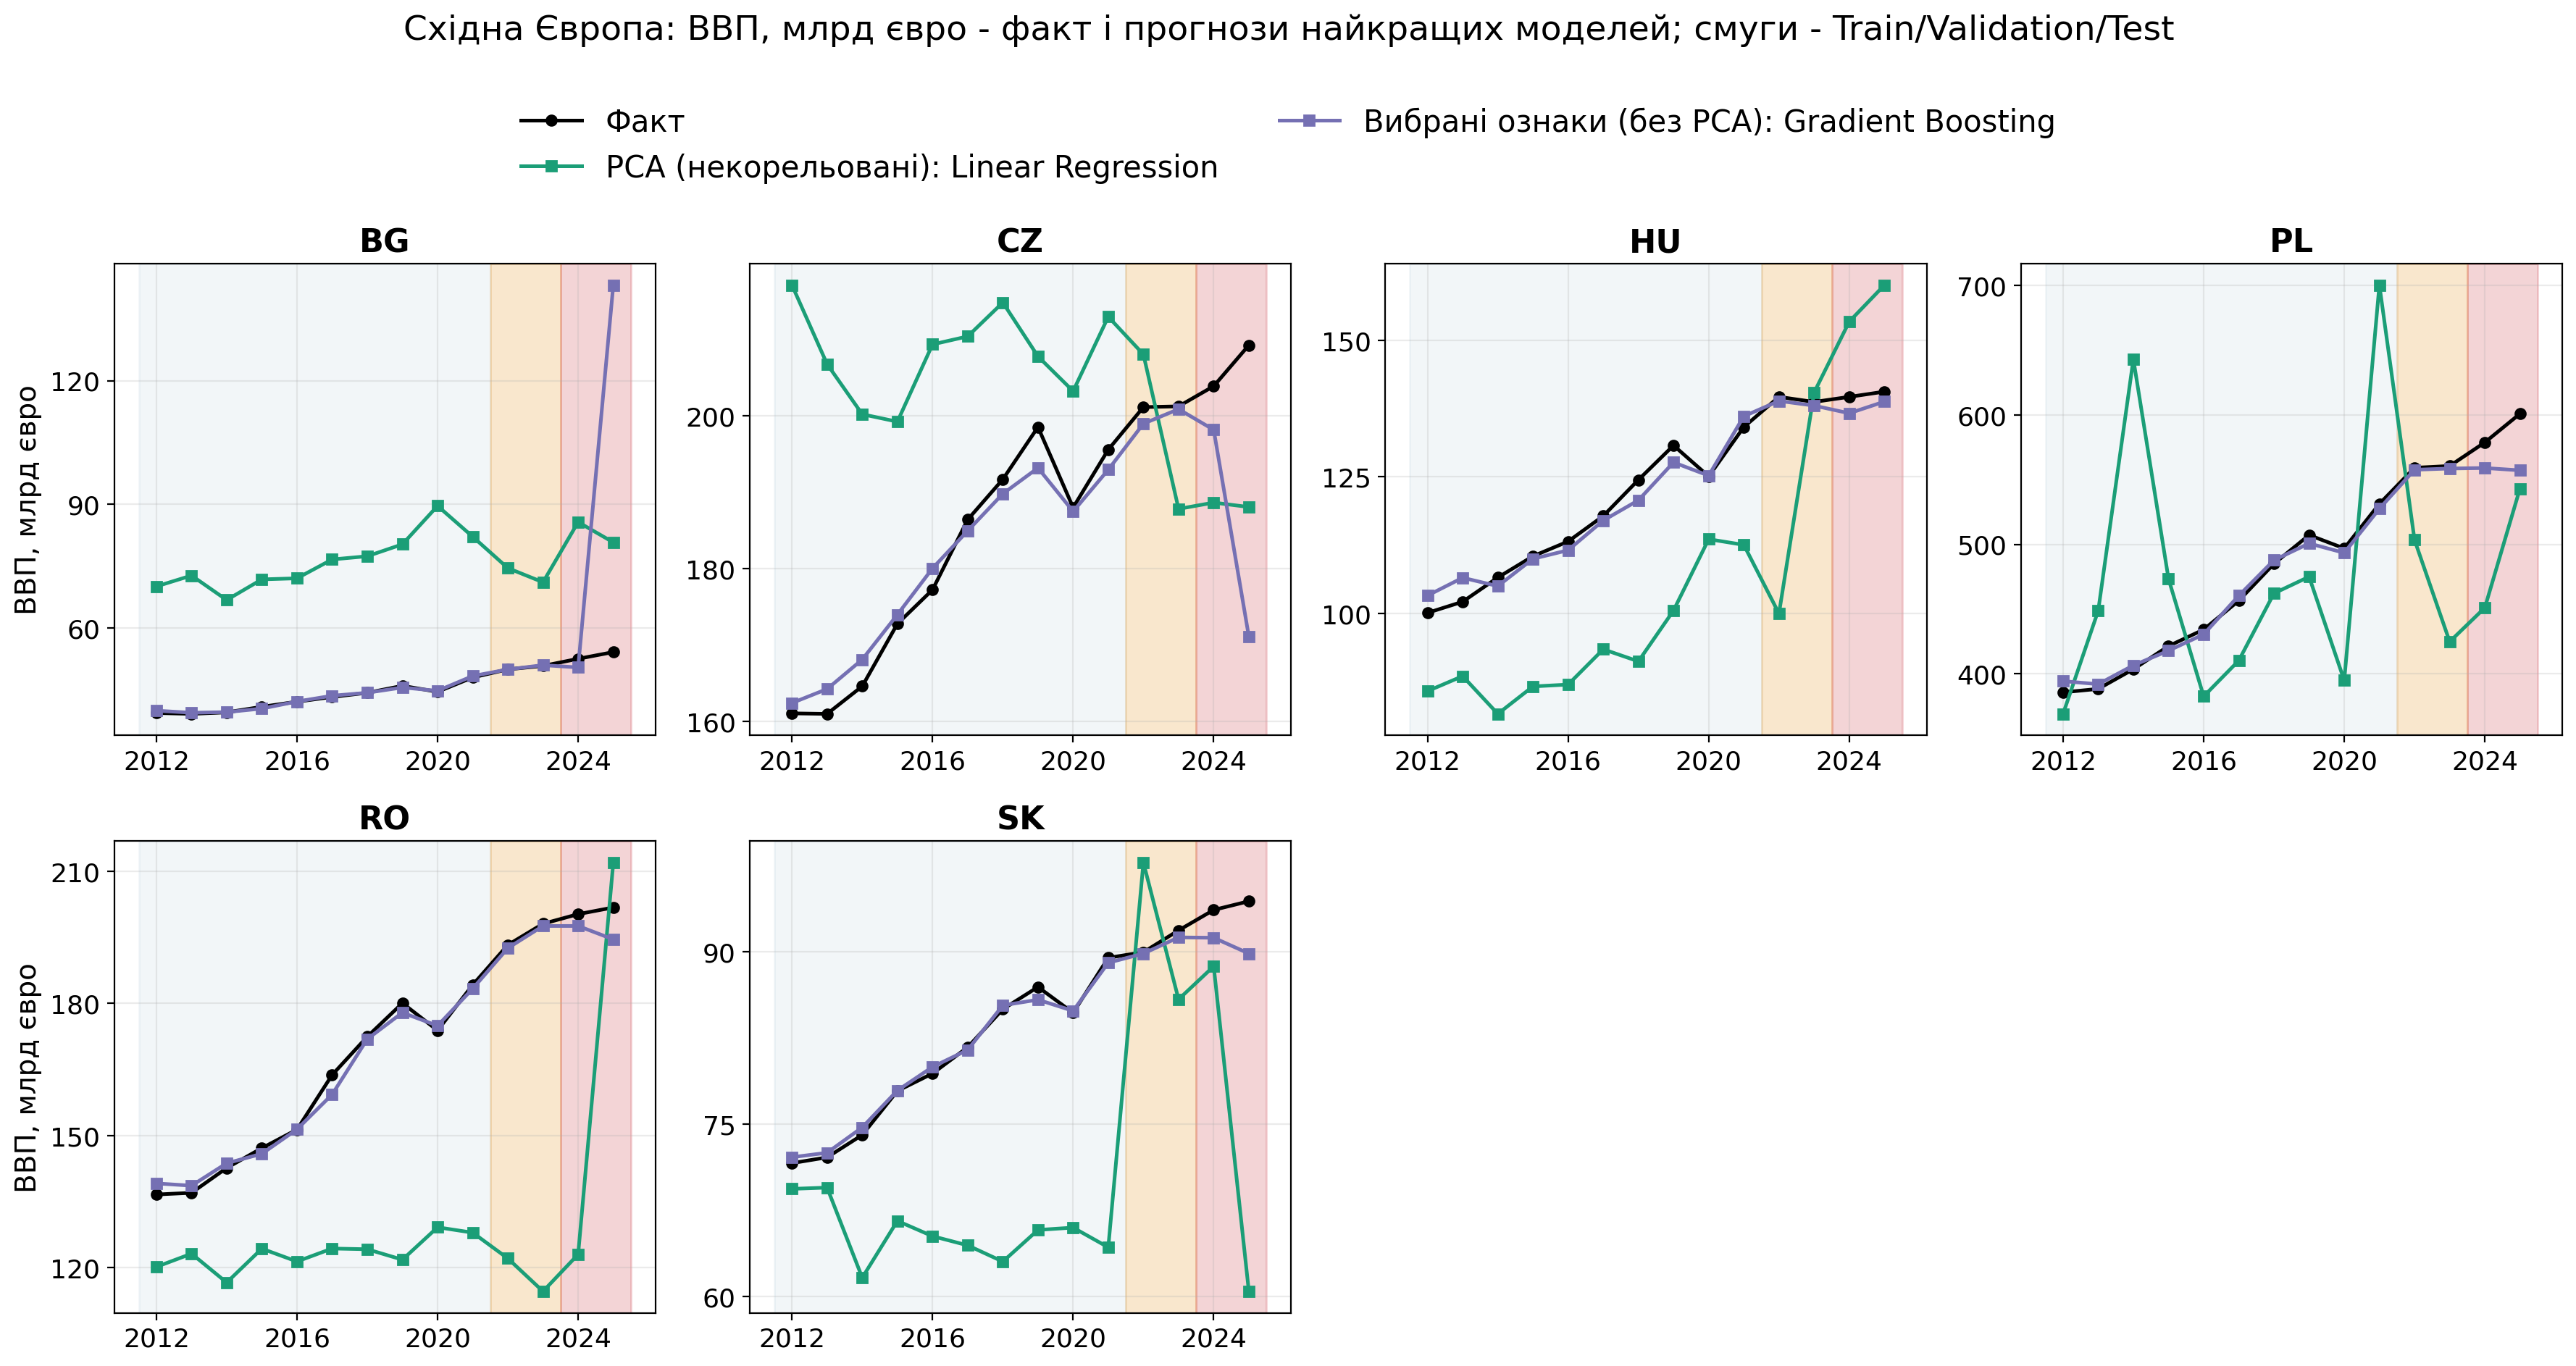 Східна Європа: ВВП, млрд євро - факт і прогнози найкращих моделей; смуги - Train/Validation/Test
Факт
PCA (некорельовані): Linear Regression
Вибрані ознаки (без PCA): Gradient Boosting
BG
ВВП, млрд євро
120
90
60
2012 2016 2020 2024
CZ
200
180
160
2012 2016 2020 2024
HU
150
125
100
2012 2016 2020 2024
PL
700
600
500
400
2012 2016 2020 2024
RO
ВВП, млрд євро
210
180
150
120
2012 2016 2020 2024
SK
90
75
60
2012 2016 2020 2024